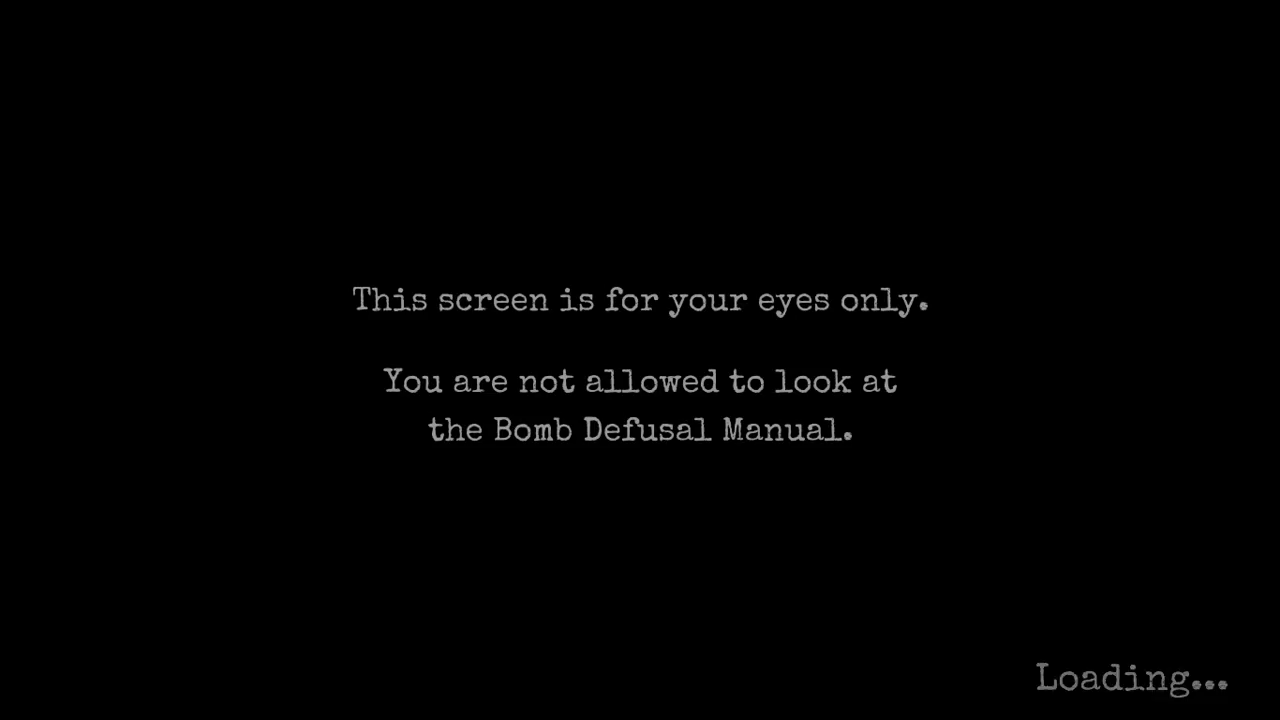 This screen is for your eyes only.
You are not allowed to look at
the Bomb Defusal Manual.
Loading...